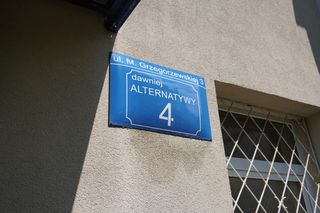 ul. M. Grzegorzewskiej 3
dawniej
ALTERNATYWY
4